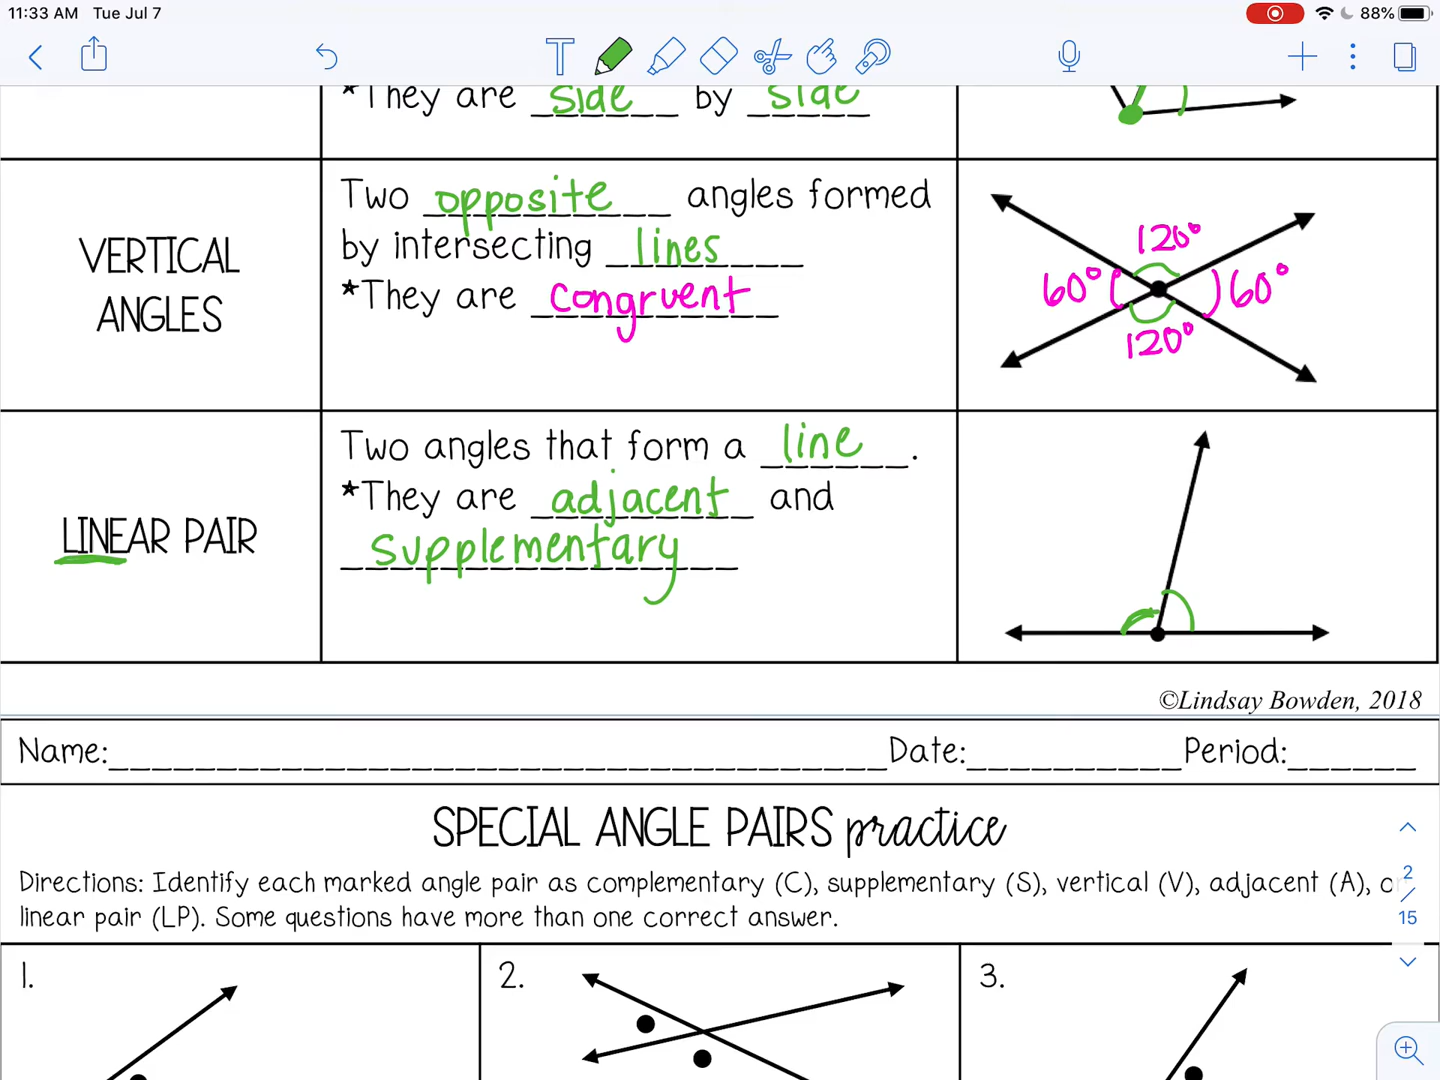 11:33 AM Tue Jul 7
88%
T
*They are side by side
VERTICAL
ANGLES
Two opposite angles formed
by intersecting lines
*They are congruent
120°
60°
60°
120°
LINEAR PAIR
Two angles that form a line.
*They are adjacent and
supplementary
©Lindsay Bowden, 2018
Name:______ Date:______ Period:______
SPECIAL ANGLE PAIRS practice
Directions: Identify each marked angle pair as complementary (C), supplementary (S), vertical (V), adjacent (A), o
linear pair (LP). Some questions have more than one correct answer.
2
/
15
1.
2.
3.